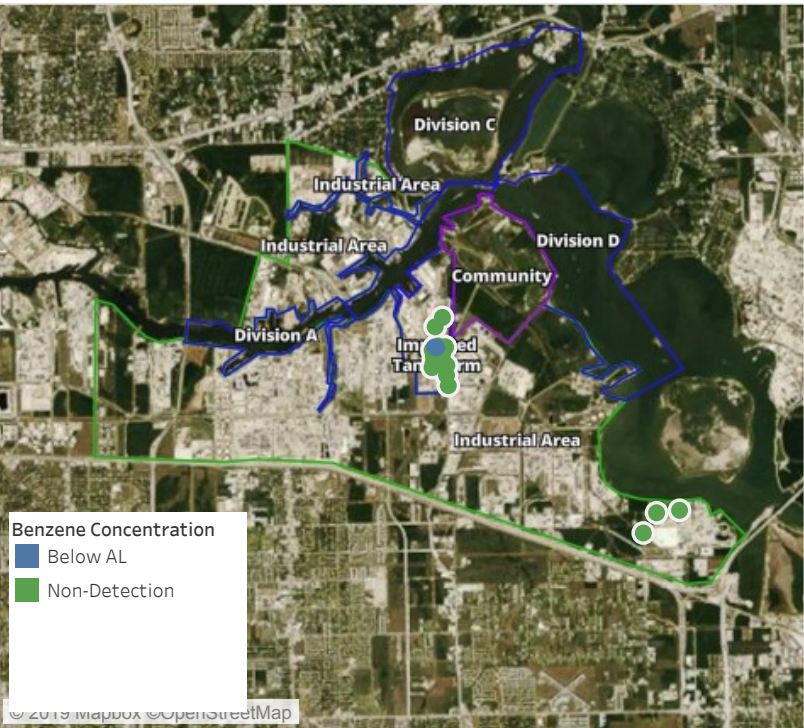 Division C
Industrial Area
Division D
Industrial Area
Community
Division A
Industrial Area
Benzene Concentration
Below AL
Non-Detection
© 2019 Mapbox ©OpenStreetMap